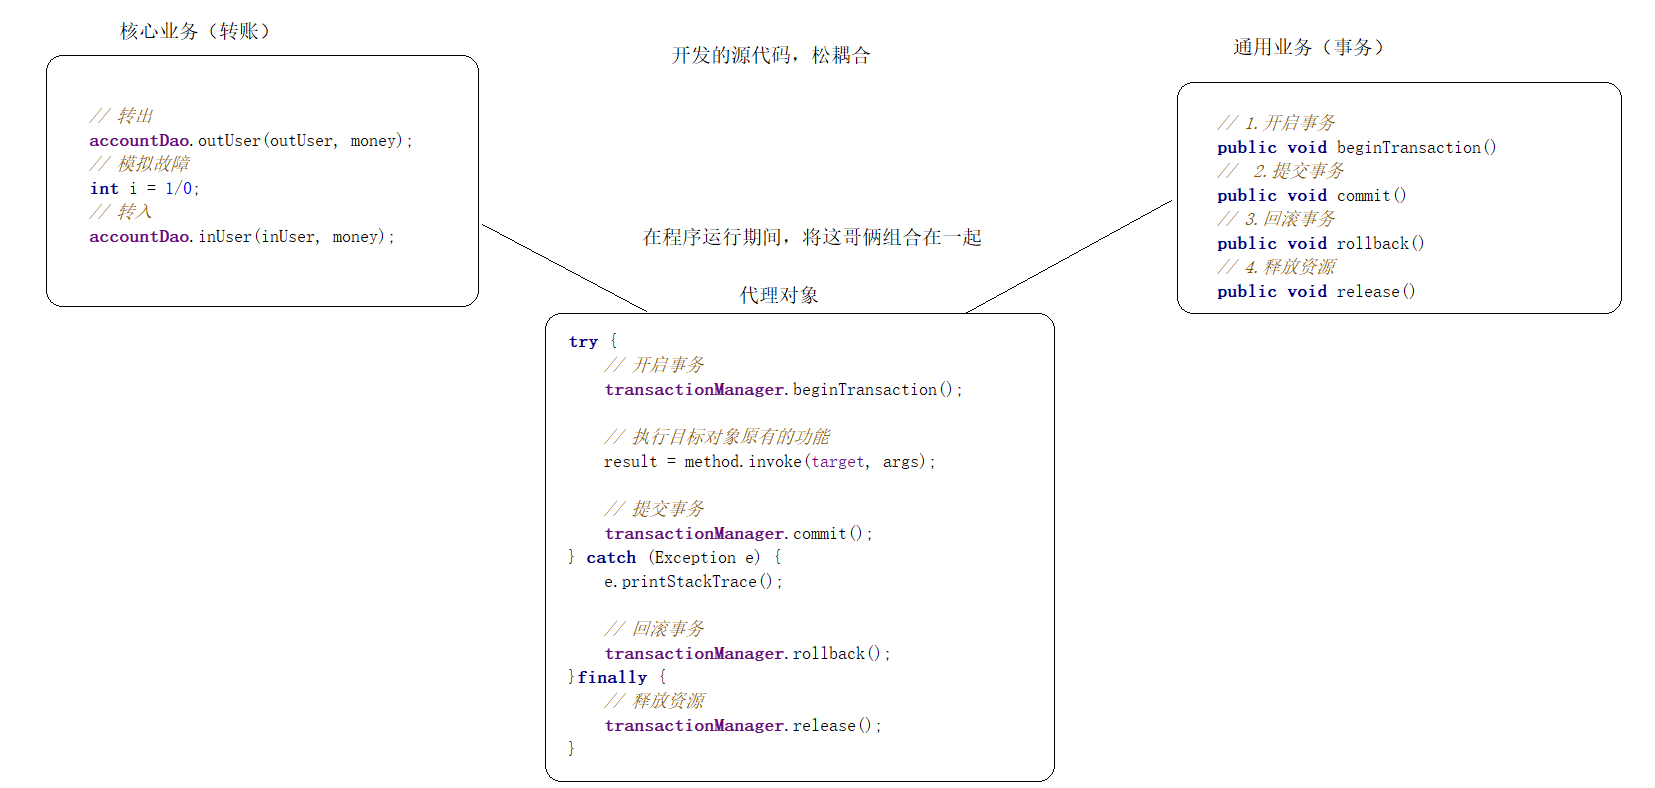 核心业务（转账）
// 转出
accountDao.outUser(outUser, money);
// 模拟故障
int i = 1/0;
// 转入
accountDao.inUser(inUser, money);
开发的源代码，松耦合
在程序运行期间，将这哥俩组合在一起
通用业务（事务）
// 1.开启事务
public void beginTransaction()
//  2.提交事务
public void commit()
// 3.回滚事务
public void rollback()
// 4.释放资源
public void release()
代理对象
try {
    // 开启事务
    transactionManager.beginTransaction();
    // 执行目标对象原有的功能
    result = method.invoke(target, args);
    // 提交事务
    transactionManager.commit();
} catch (Exception e) {
    e.printStackTrace();
    // 回滚事务
    transactionManager.rollback();
}finally {
    // 释放资源
    transactionManager.release();
}